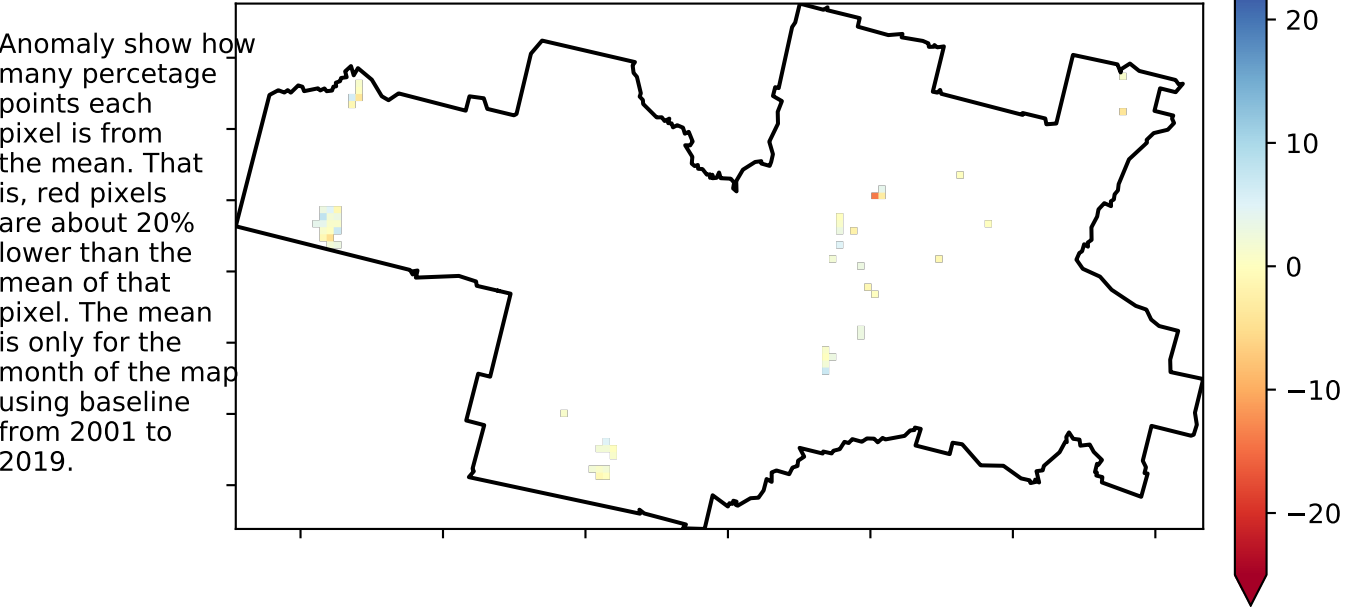 Anomaly show how
many percetage
points each
pixel is from
the mean. That
is, red pixels
are about 20%
lower than the
mean of that
pixel. The mean
is only for the
month of the map
using baseline
from 2001 to
2019.
20
10
0
−10
−20